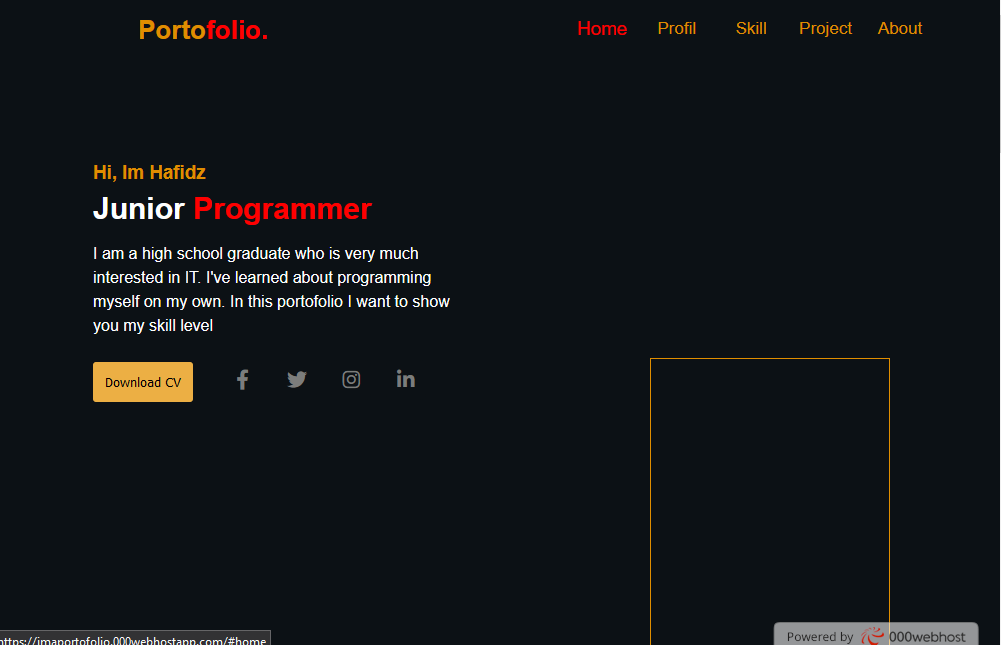 Portofolio.
Home Profil Skill Project About
Hi, Im Hafidz
Junior Programmer
I am a high school graduate who is very much
interested in IT. I've learned about programming
myself on my own. In this portofolio I want to show
you my skill level
Download CV
https://imaportofolio.000webhostapp.com/#home
Powered by 000webhost